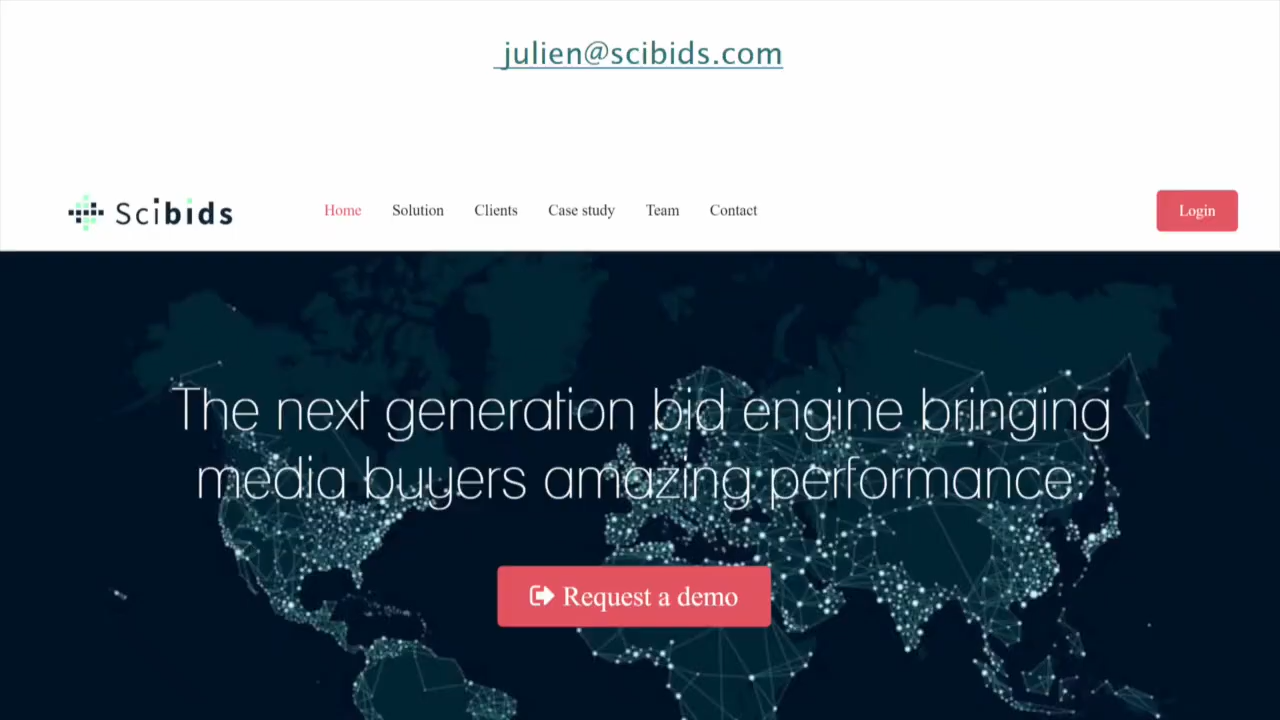 julien@scibids.com
Scibids
Home Solution Clients Case study Team Contact Login
The next generation bid engine bringing
media buyers amazing performance.
Request a demo